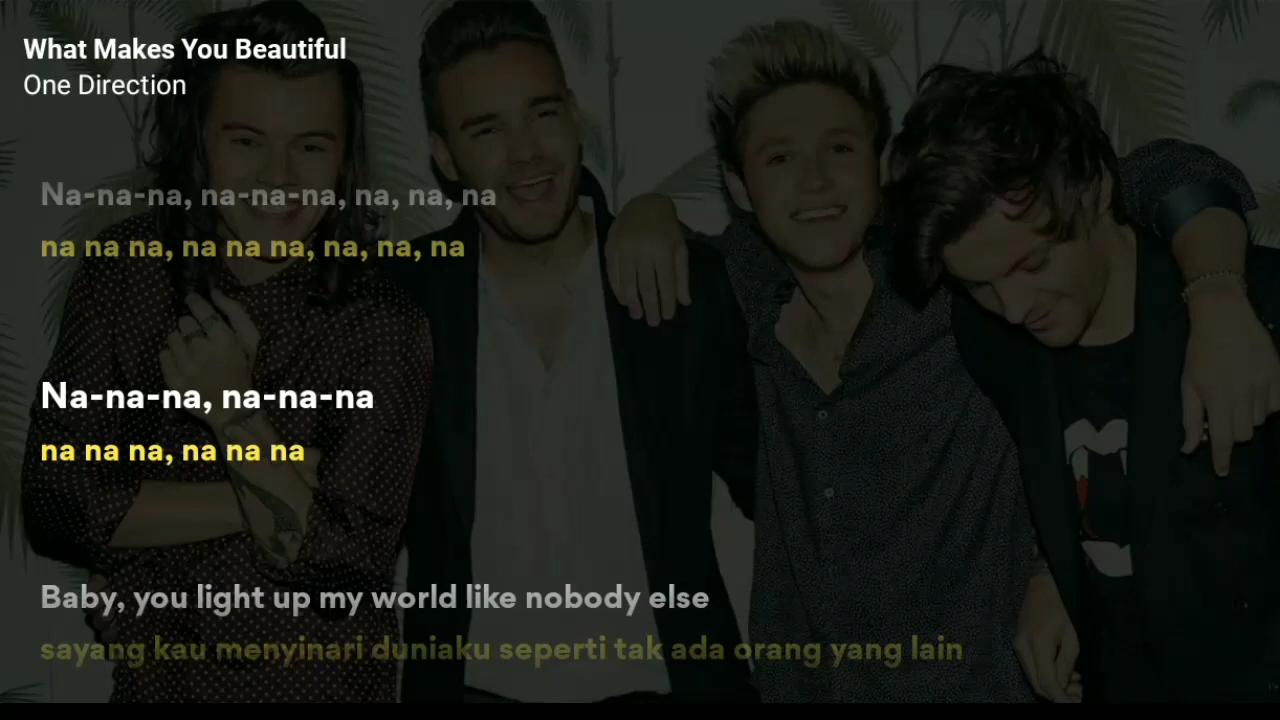 What Makes You Beautiful
One Direction
Na-na-na, na-na-na, na, na, na
na na na, na na na, na, na, na
Na-na-na, na-na-na
na na na, na na na
Baby, you light up my world like nobody else
sayang kau menyinari duniaku seperti tak ada orang yang lain